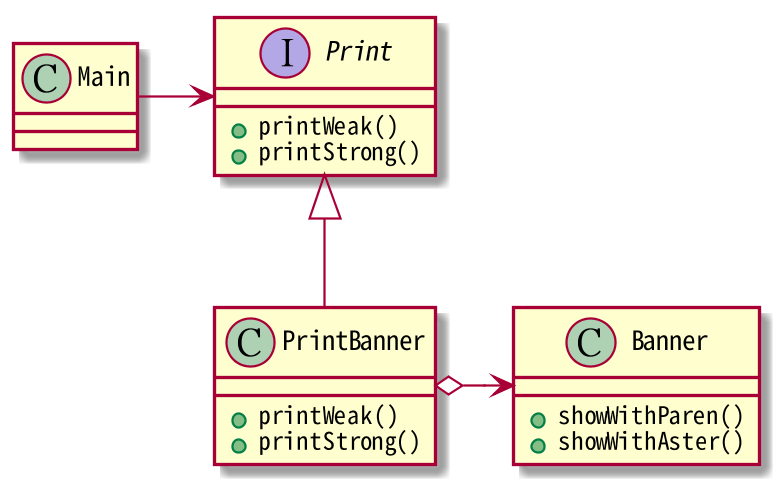 C Main
I Print
printWeak()
printStrong()
C PrintBanner
printWeak()
printStrong()
C Banner
showWithParen()
showWithAster()